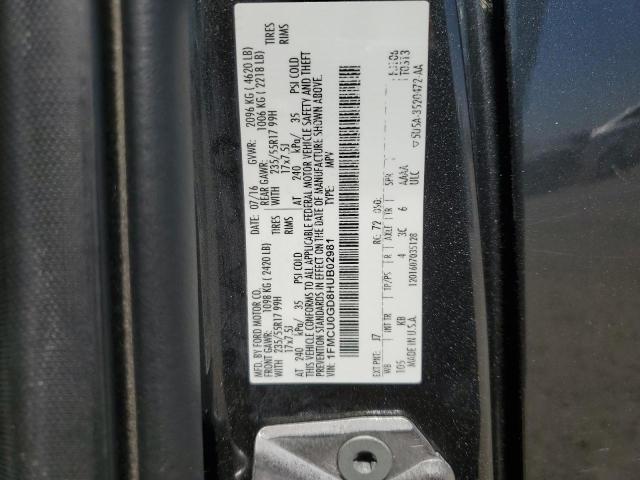 MFD. BY FORD MOTOR CO.
DATE: 07/16 GVWR: 2096 KG ( 4620 LB)
FRONT GAWR: 1098 KG ( 2420 LB) REAR GAWR: 1006 KG ( 2218 LB)
WITH 235/55R17 99H TIRES WITH 235/55R17 99H TIRES
17x7.5J RIMS 17x7.5J RIMS
AT 240 kPa/ 35 PSI COLD AT 240 kPa/ 35 PSI COLD
THIS VEHICLE CONFORMS TO ALL APPLICABLE FEDERAL MOTOR VEHICLE SAFETY AND THEFT
PREVENTION STANDARDS IN EFFECT ON THE DATE OF MANUFACTURE SHOWN ABOVE.
VIN: 1FMCU0GD8HUB02981 TYPE: MPV
EXT PNT: J7 RC: 72 DSO:
WB INT TR TP/PS R AXLE TR SPR
105 KB 4 3C 6 AAAA
MADE IN U.S.A. 1201607035128 ULC
T0313
5U5A-3520472-AA